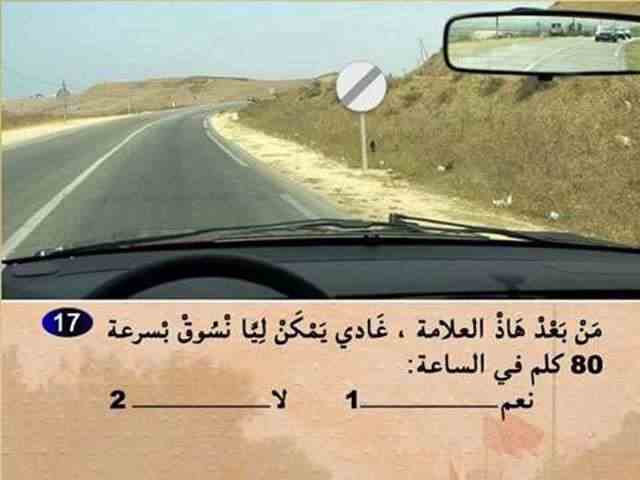 17
مَنْ بَعْدْ هَاذْ العلامة ، غَادي يَمْكَنْ لِيَّا نْسُوقْ بْسرعة
80 كلم في الساعة:
نعم 1 لا 2